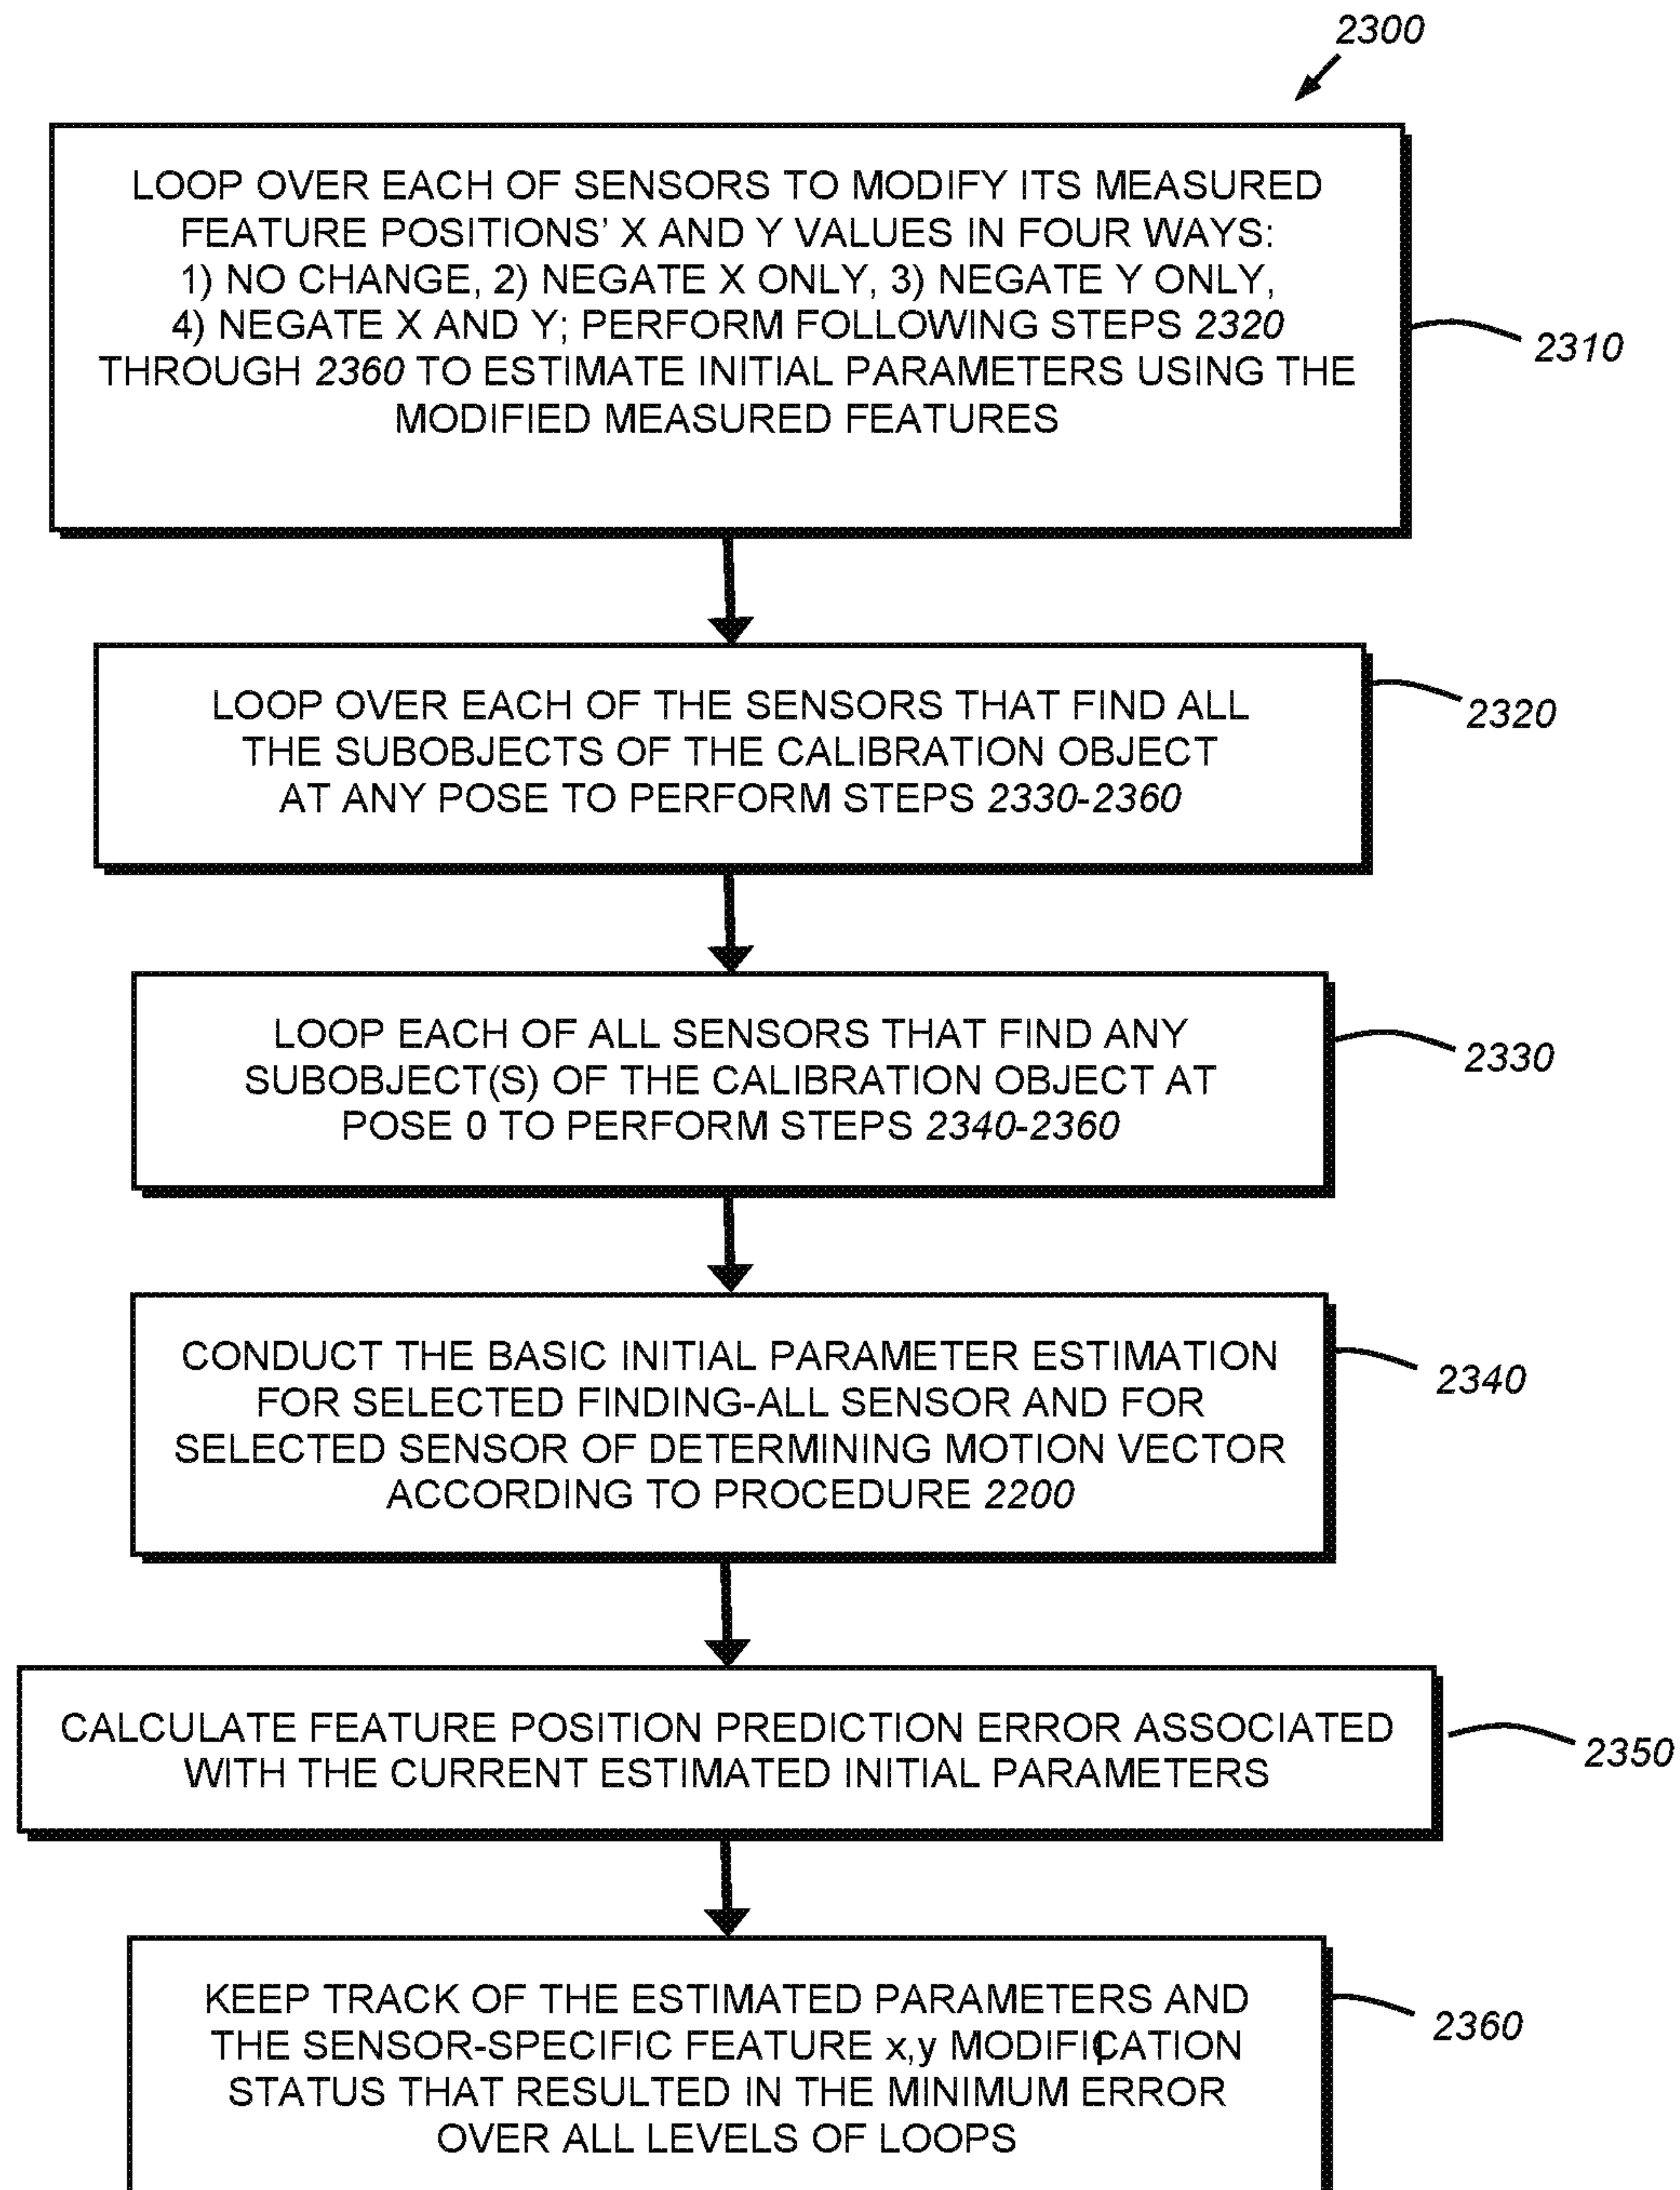 2300
LOOP OVER EACH OF SENSORS TO MODIFY ITS MEASURED
FEATURE POSITIONS’ X AND Y VALUES IN FOUR WAYS:
1) NO CHANGE, 2) NEGATE X ONLY, 3) NEGATE Y ONLY,
4) NEGATE X AND Y; PERFORM FOLLOWING STEPS 2320
THROUGH 2360 TO ESTIMATE INITIAL PARAMETERS USING THE
MODIFIED MEASURED FEATURES
2310
LOOP OVER EACH OF THE SENSORS THAT FIND ALL
THE SUBOBJECTS OF THE CALIBRATION OBJECT
AT ANY POSE TO PERFORM STEPS 2330-2360
2320
LOOP EACH OF ALL SENSORS THAT FIND ANY
SUBOBJECT(S) OF THE CALIBRATION OBJECT AT
POSE 0 TO PERFORM STEPS 2340-2360
2330
CONDUCT THE BASIC INITIAL PARAMETER ESTIMATION
FOR SELECTED FINDING-ALL SENSOR AND FOR
SELECTED SENSOR OF DETERMINING MOTION VECTOR
ACCORDING TO PROCEDURE 2200
2340
CALCULATE FEATURE POSITION PREDICTION ERROR ASSOCIATED
WITH THE CURRENT ESTIMATED INITIAL PARAMETERS
2350
KEEP TRACK OF THE ESTIMATED PARAMETERS AND
THE SENSOR-SPECIFIC FEATURE x,y MODIFICATION
STATUS THAT RESULTED IN THE MINIMUM ERROR
OVER ALL LEVELS OF LOOPS
2360